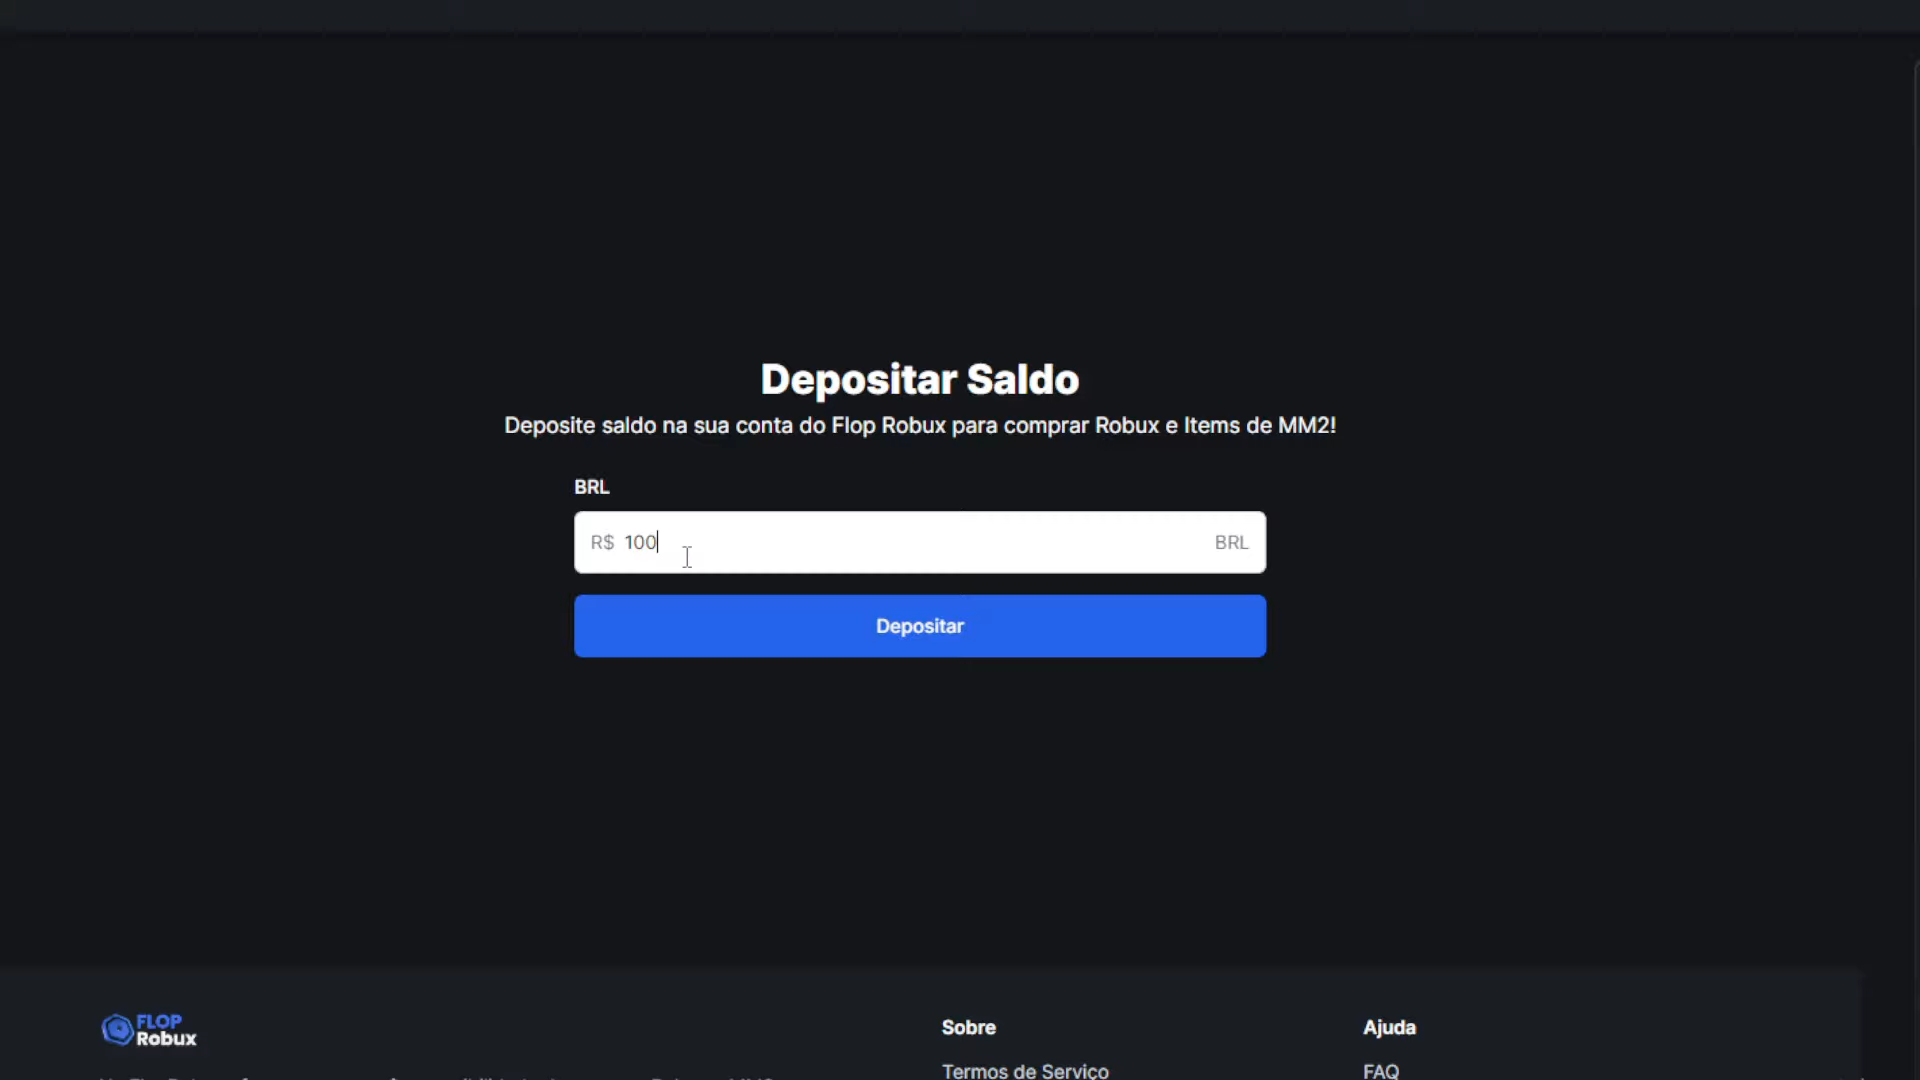 Depositar Saldo
Deposite saldo na sua conta do Flop Robux para comprar Robux e Items de MM2!
BRL
R$ 100 BRL
Depositar
FLOP
Robux
Sobre
Ajuda
Termos de Serviço
FAQ